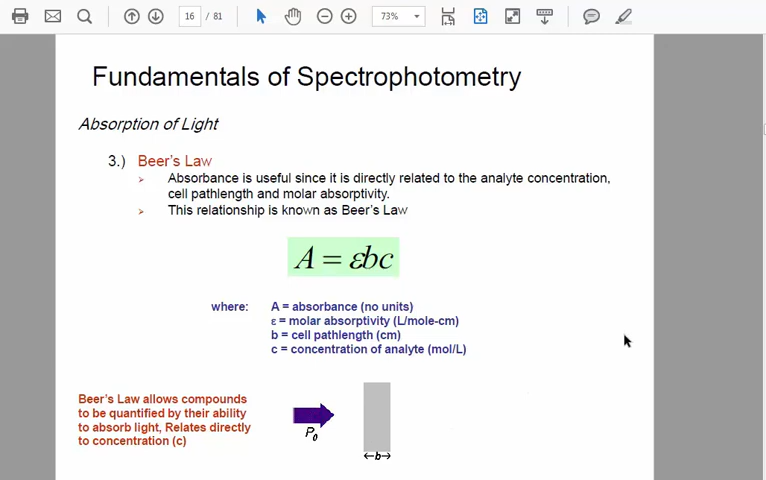 16 / 81
73%
Fundamentals of Spectrophotometry
Absorption of Light
3.) Beer's Law
Absorbance is useful since it is directly related to the analyte concentration,
cell pathlength and molar absorptivity.
This relationship is known as Beer's Law
A = εbc
where: A = absorbance (no units)
ε = molar absorptivity (L/mole-cm)
b = cell pathlength (cm)
c = concentration of analyte (mol/L)
Beer's Law allows compounds
to be quantified by their ability
to absorb light, Relates directly
to concentration (c)
P₀
b